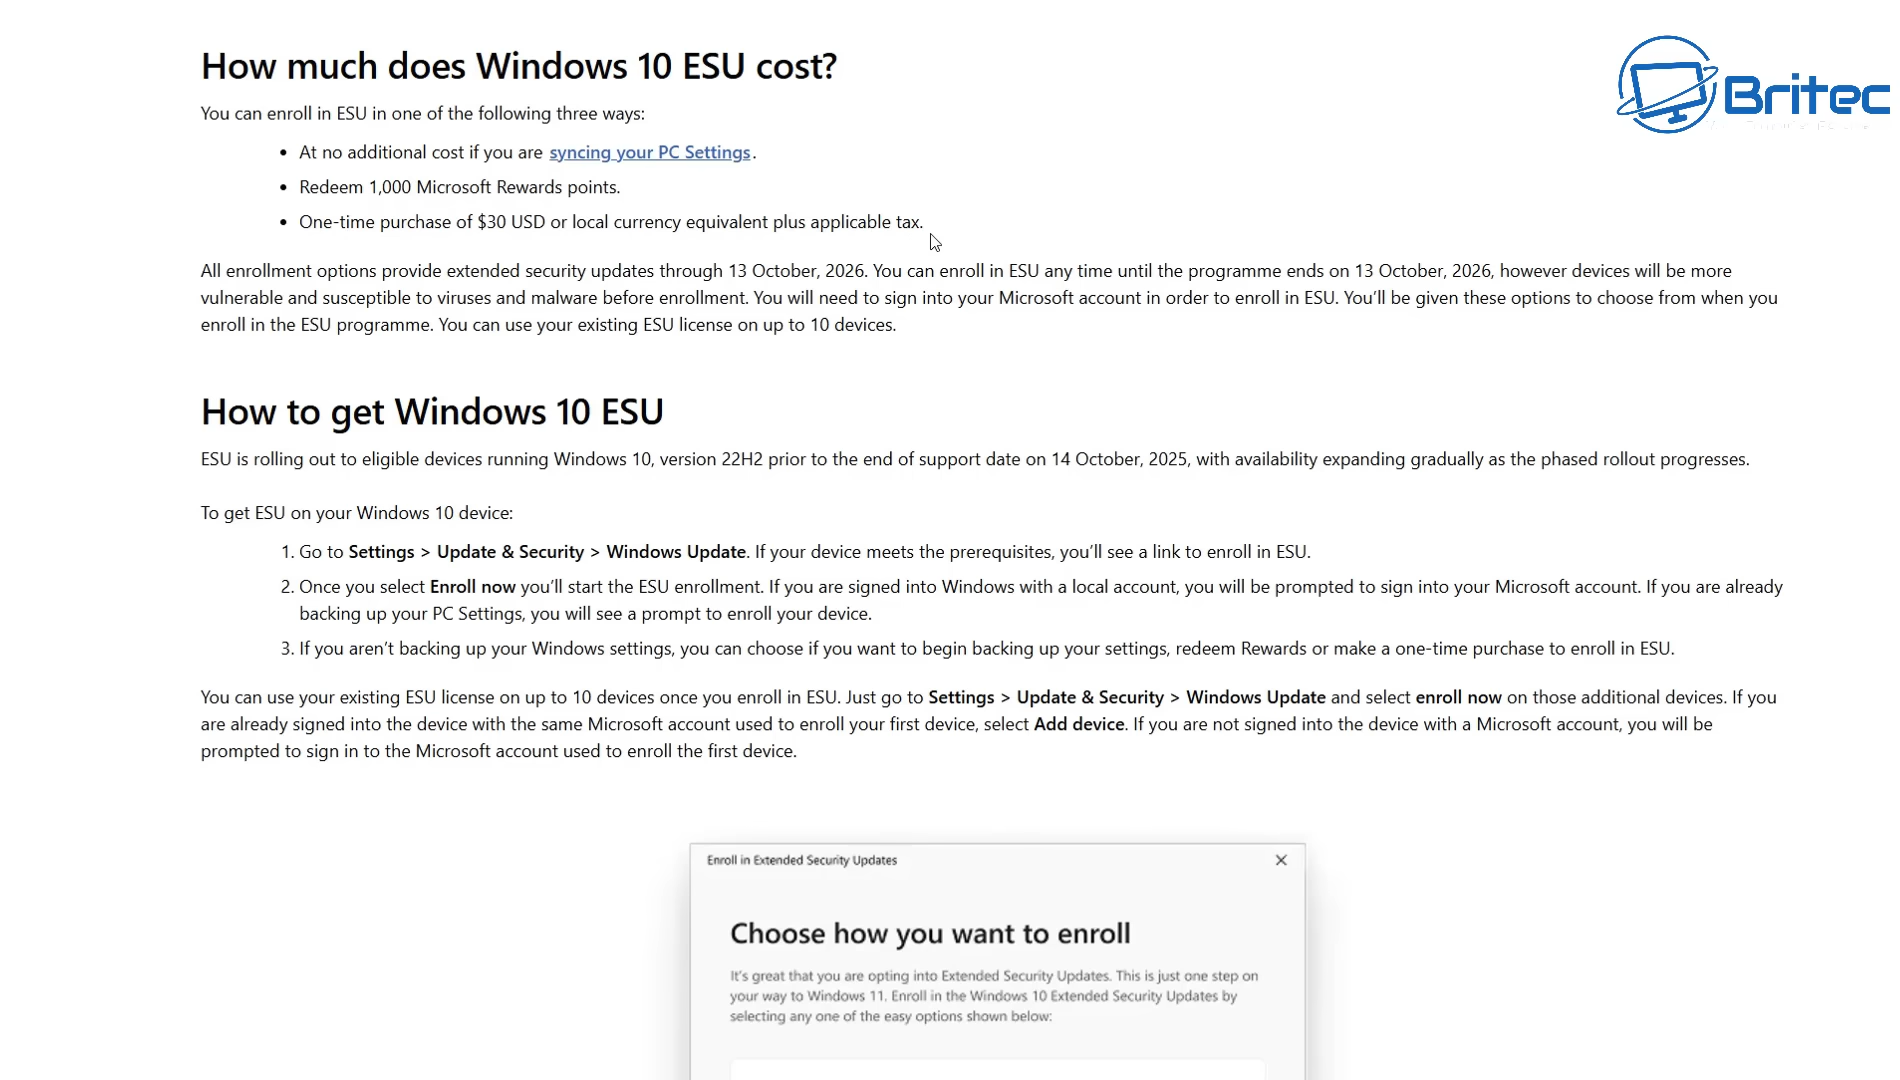 How much does Windows 10 ESU cost?
Britec
You can enroll in ESU in one of the following three ways:
• At no additional cost if you are syncing your PC Settings.
• Redeem 1,000 Microsoft Rewards points.
• One-time purchase of $30 USD or local currency equivalent plus applicable tax.
All enrollment options provide extended security updates through 13 October, 2026. You can enroll in ESU any time until the programme ends on 13 October, 2026, however devices will be more
vulnerable and susceptible to viruses and malware before enrollment. You will need to sign into your Microsoft account in order to enroll in ESU. You’ll be given these options to choose from when you
enroll in the ESU programme. You can use your existing ESU license on up to 10 devices.
How to get Windows 10 ESU
ESU is rolling out to eligible devices running Windows 10, version 22H2 prior to the end of support date on 14 October, 2025, with availability expanding gradually as the phased rollout progresses.
To get ESU on your Windows 10 device:
1. Go to Settings > Update & Security > Windows Update. If your device meets the prerequisites, you’ll see a link to enroll in ESU.
2. Once you select Enroll now you’ll start the ESU enrollment. If you are signed into Windows with a local account, you will be prompted to sign into your Microsoft account. If you are already
backing up your PC Settings, you will see a prompt to enroll your device.
3. If you aren’t backing up your Windows settings, you can choose if you want to begin backing up your settings, redeem Rewards or make a one-time purchase to enroll in ESU.
You can use your existing ESU license on up to 10 devices once you enroll in ESU. Just go to Settings > Update & Security > Windows Update and select enroll now on those additional devices. If you
are already signed into the device with the same Microsoft account used to enroll your first device, select Add device. If you are not signed into the device with a Microsoft account, you will be
prompted to sign in to the Microsoft account used to enroll the first device.
Enroll in Extended Security Updates
Choose how you want to enroll
It's great that you are opting into Extended Security Updates. This is just one step on
your way to Windows 11. Enroll in the Windows 10 Extended Security Updates by
selecting any one of the easy options shown below: